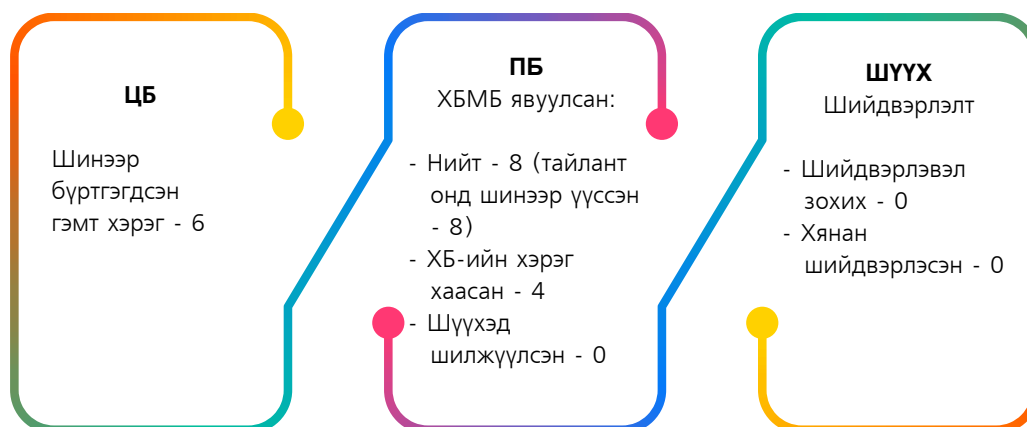 ЦБ
Шинээр
бүртгэгдсэн
гэмт хэрэг - 6
ПБ
ХБМБ явуулсан:
- Нийт - 8 (тайлант
онд шинээр үүссэн
- 8)
- ХБ-ийн хэрэг
хаасан - 4
- Шүүхэд
шилжүүлсэн - 0
ШҮҮХ
Шийдвэрлэлт
- Шийдвэрлэвэл
зохих - 0
- Хянан
шийдвэрлэсэн - 0